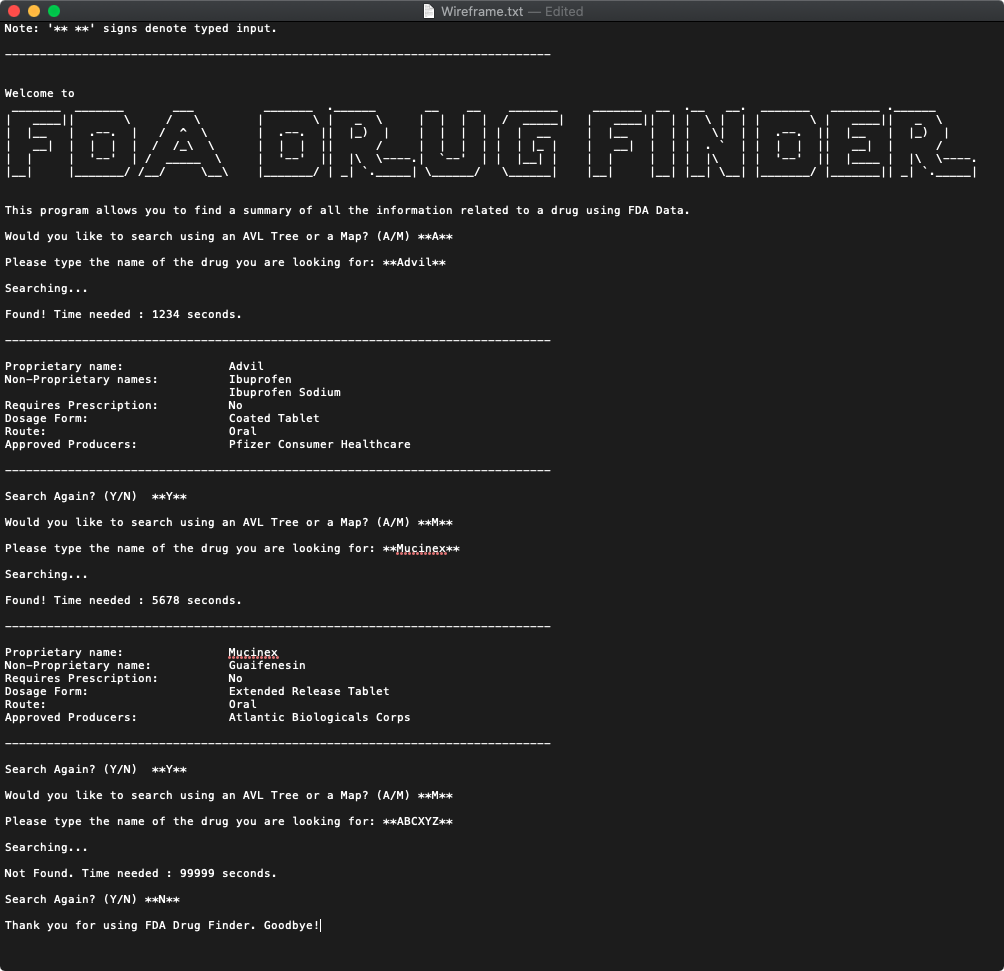 Wireframe.txt — Edited
Note: '** **' signs denote typed input.
Welcome to
FDA DRUG FINDER
This program allows you to find a summary of all the information related to a drug using FDA Data.
Would you like to search using an AVL Tree or a Map? (A/M) **A**
Please type the name of the drug you are looking for: **Advil**
Searching...
Found! Time needed : 1234 seconds.
Proprietary name: Advil
Non-Proprietary names: Ibuprofen
Ibuprofen Sodium
Requires Prescription: No
Dosage Form: Coated Tablet
Route: Oral
Approved Producers: Pfizer Consumer Healthcare
Search Again? (Y/N) **Y**
Would you like to search using an AVL Tree or a Map? (A/M) **M**
Please type the name of the drug you are looking for: **Mucinex**
Searching...
Found! Time needed : 5678 seconds.
Proprietary name: Mucinex
Non-Proprietary name: Guaifenesin
Requires Prescription: No
Dosage Form: Extended Release Tablet
Route: Oral
Approved Producers: Atlantic Biologicals Corps
Search Again? (Y/N) **Y**
Would you like to search using an AVL Tree or a Map? (A/M) **M**
Please type the name of the drug you are looking for: **ABCXYZ**
Searching...
Not Found. Time needed : 99999 seconds.
Search Again? (Y/N) **N**
Thank you for using FDA Drug Finder. Goodbye!